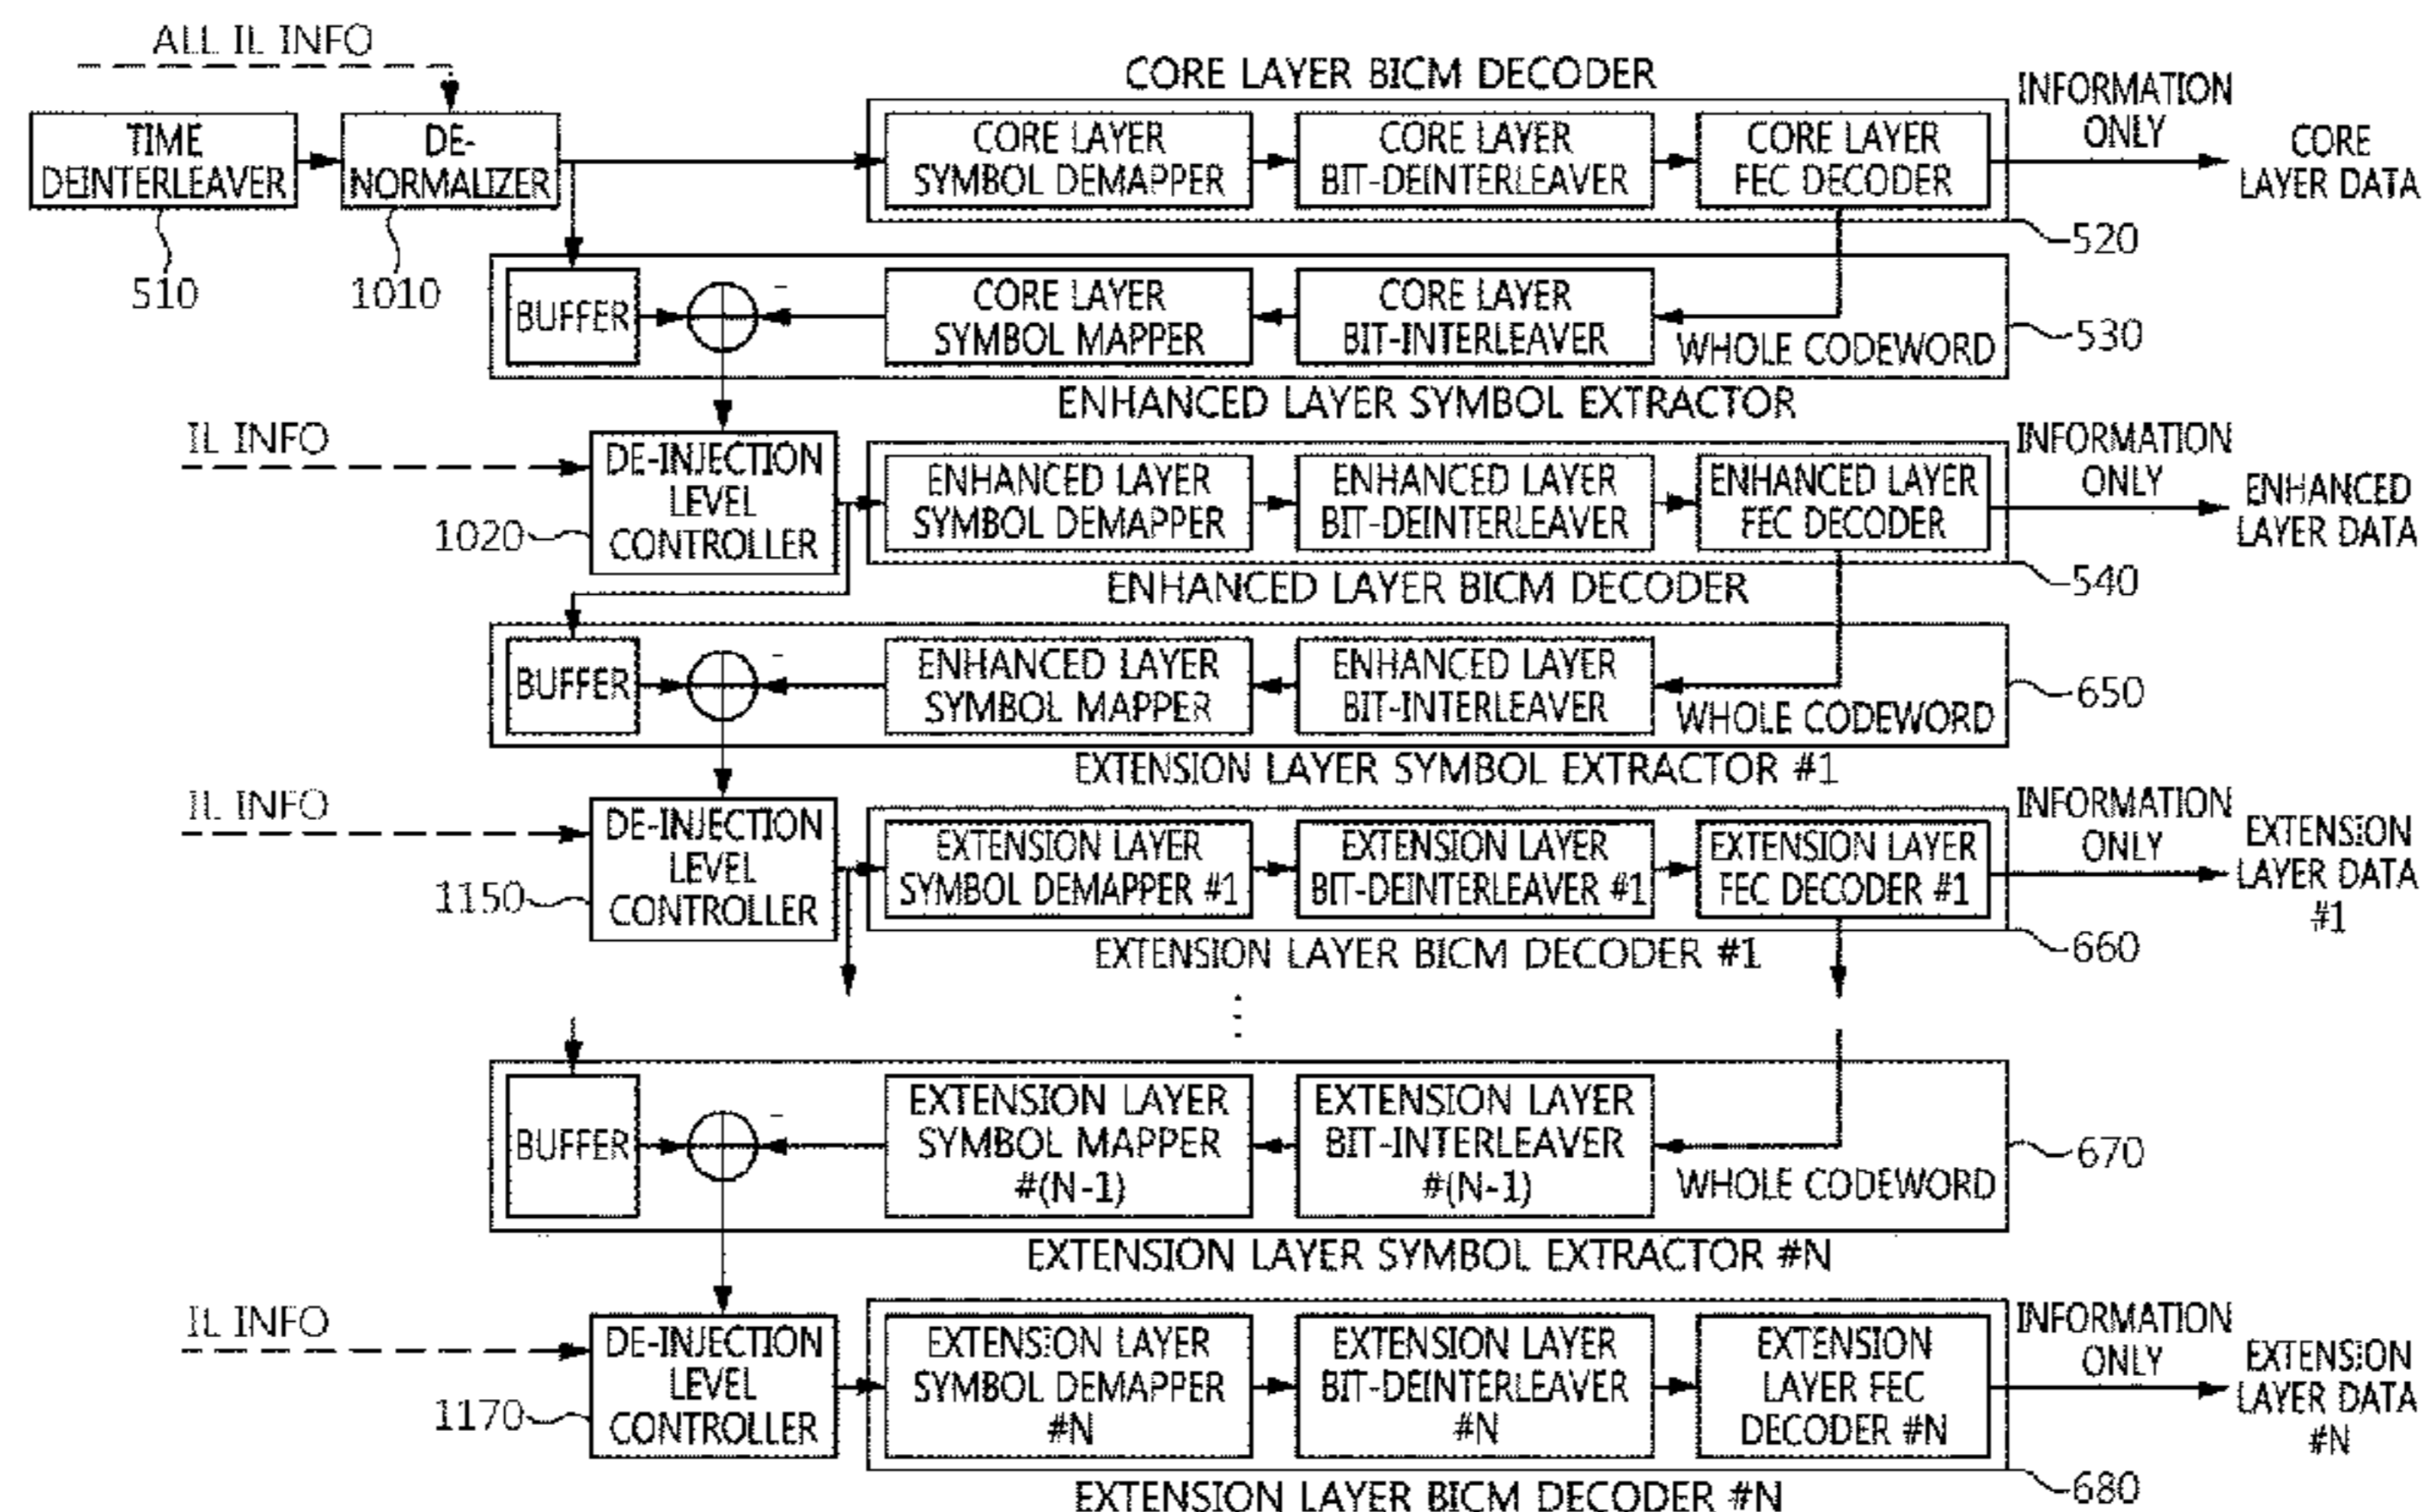 ALL IL INFO
CORE LAYER BICM DECODER
TIME
DEINTERLEAVER
DE-
NORMALIZER
CORE LAYER
SYMBOL DEMAPPER
CORE LAYER
BIT-DEINTERLEAVER
CORE LAYER
FEC DECODER
INFORMATION
ONLY
CORE
LAYER DATA
510
1010
520
BUFFER
-
CORE LAYER
SYMBOL MAPPER
CORE LAYER
BIT-INTERLEAVER
WHOLE CODEWORD
530
ENHANCED LAYER SYMBOL EXTRACTOR
IL INFO
DE-INJECTION
LEVEL
CONTROLLER
1020
ENHANCED LAYER
SYMBOL DEMAPPER
ENHANCED LAYER
BIT-DEINTERLEAVER
ENHANCED LAYER
FEC DECODER
INFORMATION
ONLY
ENHANCED
LAYER DATA
540
ENHANCED LAYER BICM DECODER
BUFFER
-
ENHANCED LAYER
SYMBOL MAPPER
ENHANCED LAYER
BIT-INTERLEAVER
WHOLE CODEWORD
650
EXTENSION LAYER SYMBOL EXTRACTOR #1
IL INFO
DE-INJECTION
LEVEL
CONTROLLER
1150
EXTENSION LAYER
SYMBOL DEMAPPER #1
EXTENSION LAYER
BIT-DEINTERLEAVER #1
EXTENSION LAYER
FEC DECODER #1
INFORMATION
ONLY
EXTENSION
LAYER DATA
#1
660
EXTENSION LAYER BICM DECODER #1
BUFFER
-
EXTENSION LAYER
SYMBOL MAPPER
#(N-1)
EXTENSION LAYER
BIT-INTERLEAVER
#(N-1)
WHOLE CODEWORD
670
EXTENSION LAYER SYMBOL EXTRACTOR #N
IL INFO
DE-INJECTION
LEVEL
CONTROLLER
1170
EXTENSION LAYER
SYMBOL DEMAPPER
#N
EXTENSION LAYER
BIT-DEINTERLEAVER
#N
EXTENSION
LAYER FEC
DECODER #N
INFORMATION
ONLY
EXTENSION
LAYER DATA
#N
680
EXTENSION LAYER BICM DECODER #N